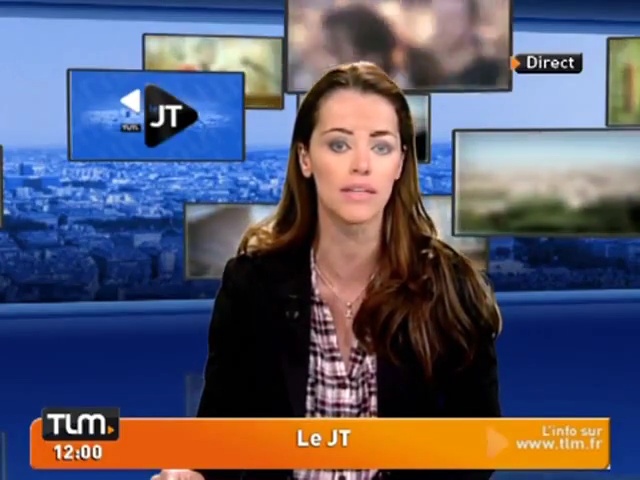 Direct
JT
TLM
TLM
12:00
Le JT
L'info sur
www.tlm.fr